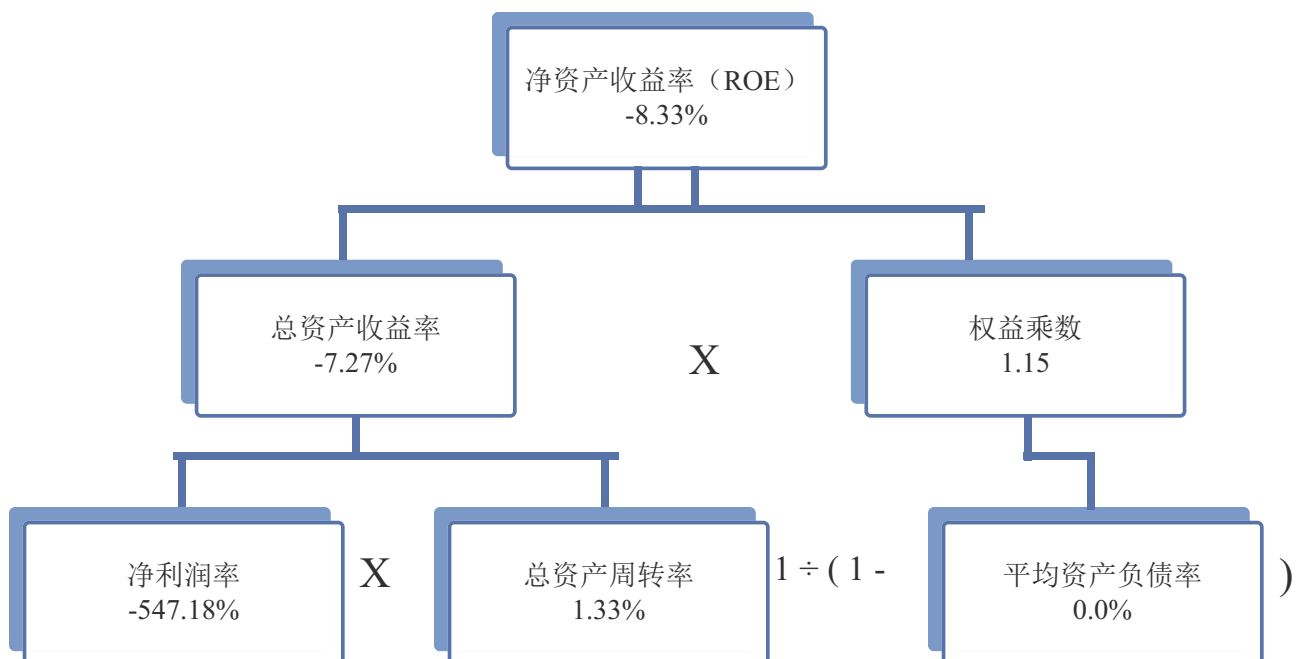 净资产收益率（ROE）
-8.33%
总资产收益率
-7.27%
X
权益乘数
1.15
净利润率
-547.18%
X
总资产周转率
1.33%
1 ÷ ( 1 -
平均资产负债率
0.0%
)